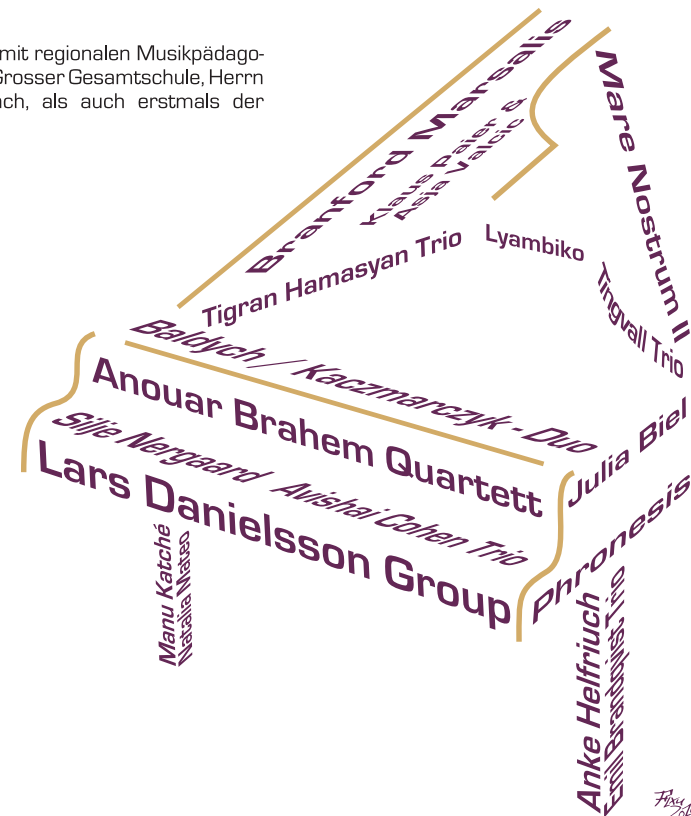 mit regionalen Musikpädago-
Grosser Gesamtschule, Herrn
ach, als auch erstmals der
Branford Marsalis
Klaus Paier &
Asja Valcic
Mare Nostrum II
Tigran Hamasyan Trio
Lyambiko
Tingvall Trio
Baldych / Kaczmarczyk - Duo
Anouar Brahem Quartett
Julia Biel
Silje Nergaard Avishai Cohen Trio
Lars Danielsson Group
Phronesis
Manu Katché
Natalia Mateo
Anke Helfriuch
Emil Brandqvist Trio